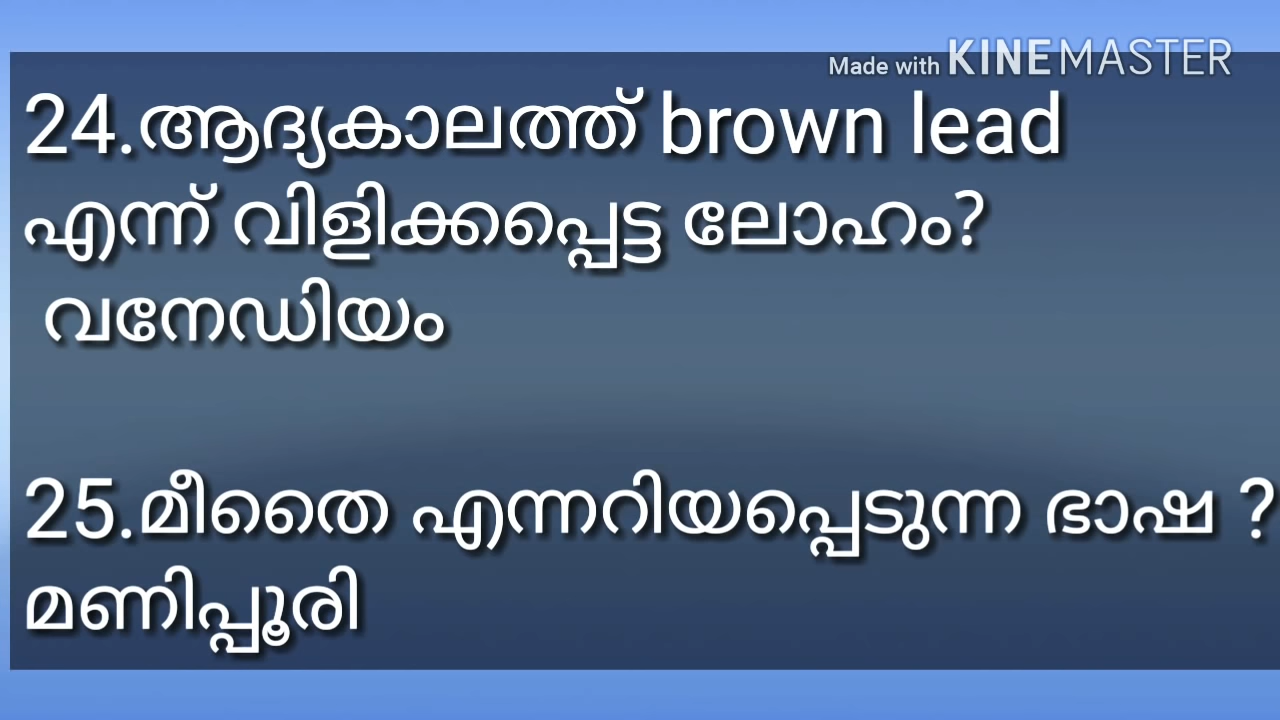 Made with KINEMASTER
24.ആദ്യകാലത്ത് brown lead
എന്ന് വിളിക്കപ്പെട്ട ലോഹം?
വനേഡിയം
25.മീതൈ എന്നറിയപ്പെടുന്ന ഭാഷ ?
മണിപ്പൂരി